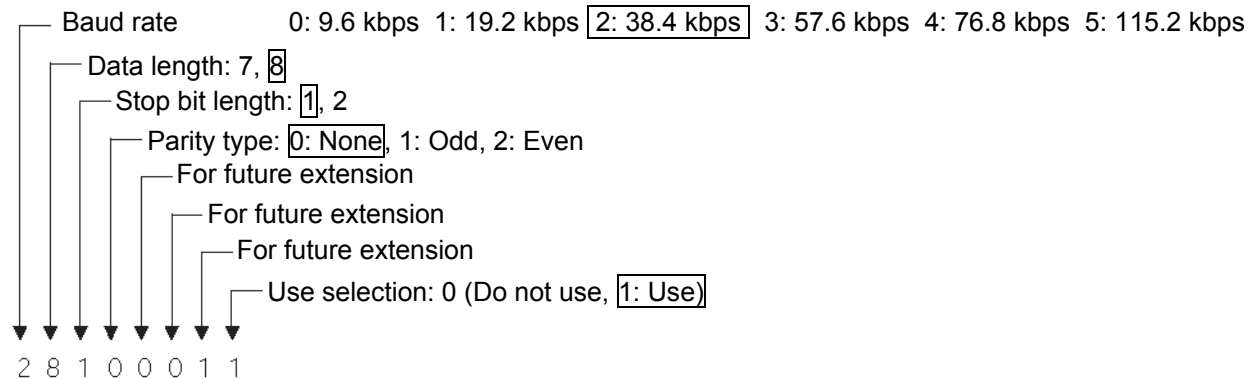 Baud rate 0: 9.6 kbps 1: 19.2 kbps 2: 38.4 kbps 3: 57.6 kbps 4: 76.8 kbps 5: 115.2 kbps
Data length: 7, 8
Stop bit length: 1, 2
Parity type: 0: None, 1: Odd, 2: Even
For future extension
For future extension
For future extension
Use selection: 0 (Do not use, 1: Use)
2 8 1 0 0 0 1 1